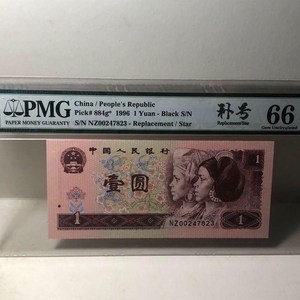 PMG
PAPER MONEY GUARANTY
China / People's Republic
Pick# 884g* 1996 1 Yuan - Black S/N
S/N NZ00247823 - Replacement / Star
补号
Replacement/Star
66
Gem Uncirculated
中国人民银行
1
壹圆
1
NZ00247823